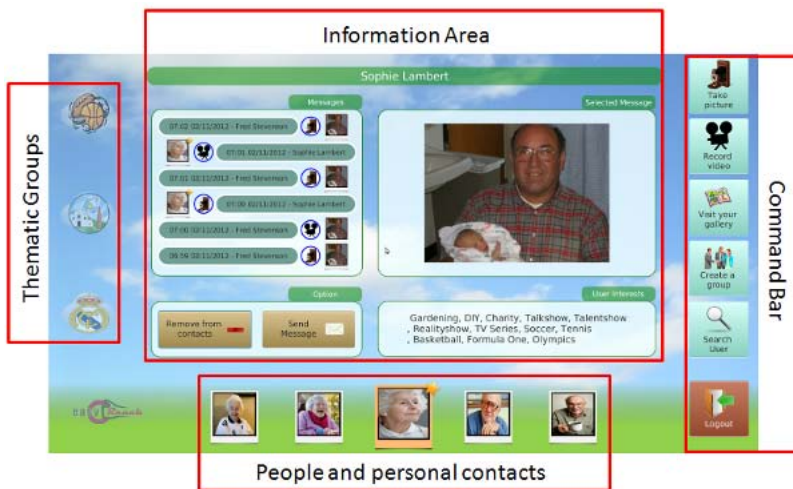 Information Area
Sophie Lambert
Messages
Selected Message
07:02 02/11/2012 - Fred Stevenson
07:01 02/11/2012 - Sophie Lambert
07:01 02/11/2012 - Fred Stevenson
07:00 02/11/2012 - Sophie Lambert
07:00 02/11/2012 - Fred Stevenson
06:59 02/11/2012 - Fred Stevenson
Option
Remove from
contacts
Send
Message
User Interests
Gardening, DIY, Charity, Talkshow, Talentshow
, Realityshow, TV Series, Soccer, Tennis
, Basketball, Formula One, Olympics
Thematic Groups
Take
picture
Record
video
Visit your
gallery
Create a
group
Search
User
Logout
Command Bar
People and personal contacts